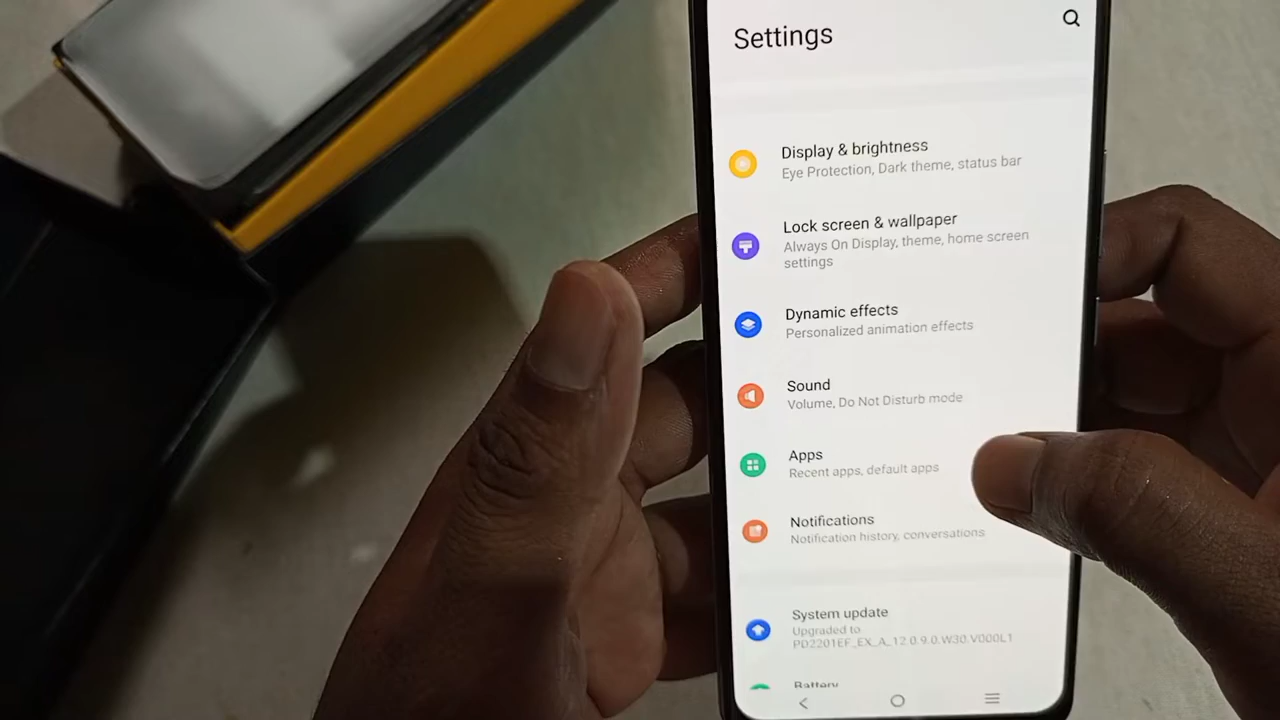 Settings
Display & brightness
Eye Protection, Dark theme, status bar
Lock screen & wallpaper
Always On Display, theme, home screen
settings
Dynamic effects
Personalized animation effects
Sound
Volume, Do Not Disturb mode
Apps
Recent apps, default apps
Notifications
Notification history, conversations
System update
Upgraded to
PD2201EF_EX_A_12.0.9.0.W30.V000L1
Battery